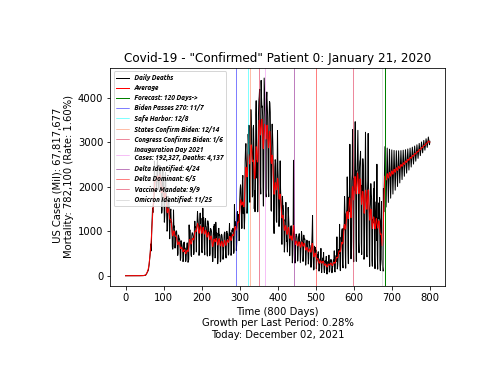 Covid-19 - "Confirmed" Patient 0: January 21, 2020
Daily Deaths
Average
Forecast: 120 Days->
Biden Passes 270: 11/7
Safe Harbor: 12/8
States Confirm Biden: 12/14
Congress Confirms Biden: 1/6
Inauguration Day 2021
Cases: 192,327, Deaths: 4,137
Delta Identified: 4/24
Delta Dominant: 6/5
Vaccine Mandate: 9/9
Omicron Identified: 11/25
US Cases (Mil): 67,817,677
Mortality: 782,100 (Rate: 1.60%)
4000
3000
2000
1000
0
0 100 200 300 400 500 600 700 800
Time (800 Days)
Growth per Last Period: 0.28%
Today: December 02, 2021